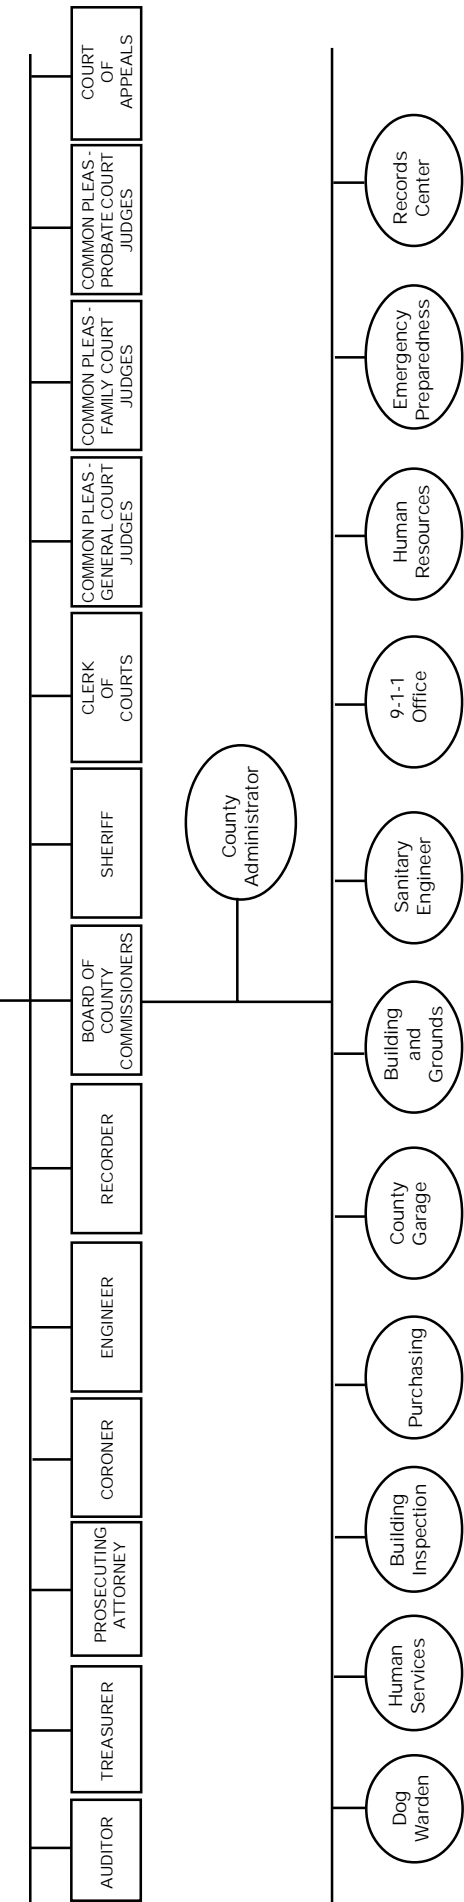 AUDITOR
TREASURER
PROSECUTING
ATTORNEY
CORONER
ENGINEER
RECORDER
BOARD OF
COUNTY
COMMISSIONERS
SHERIFF
CLERK
OF
COURTS
COMMON PLEAS -
GENERAL COURT
JUDGES
COMMON PLEAS -
FAMILY COURT
JUDGES
COMMON PLEAS -
PROBATE COURT
JUDGES
COURT
OF
APPEALS
County
Administrator
Dog
Warden
Human
Services
Building
Inspection
Purchasing
County
Garage
Building
and
Grounds
Sanitary
Engineer
9-1-1
Office
Human
Resources
Emergency
Preparedness
Records
Center